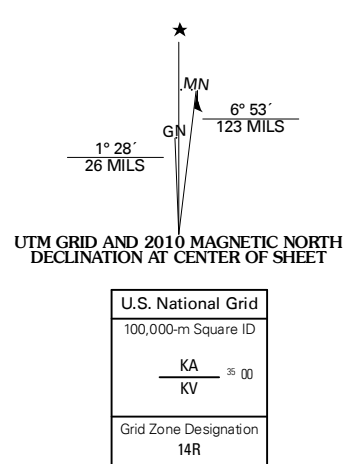 ★
MN
GN
6° 53´
123 MILS
1° 28´
26 MILS
UTM GRID AND 2010 MAGNETIC NORTH
DECLINATION AT CENTER OF SHEET
U.S. National Grid
100,000-m Square ID
KA
35 00
KV
Grid Zone Designation
14R